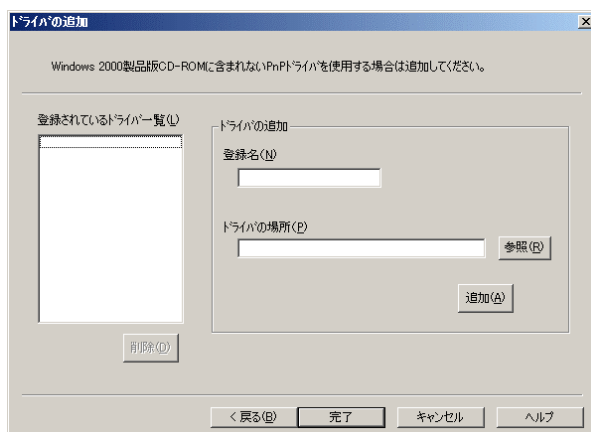 ﾄﾞﾗｲﾊﾞの追加
Windows 2000製品版CD-ROMに含まれないPnPﾄﾞﾗｲﾊﾞを使用する場合は追加してください。
登録されているﾄﾞﾗｲﾊﾞ一覧(L)
ﾄﾞﾗｲﾊﾞの追加
登録名(N)
ﾄﾞﾗｲﾊﾞの場所(P)
参照(R)
追加(A)
削除(D)
< 戻る(B)
完了
キャンセル
ヘルプ